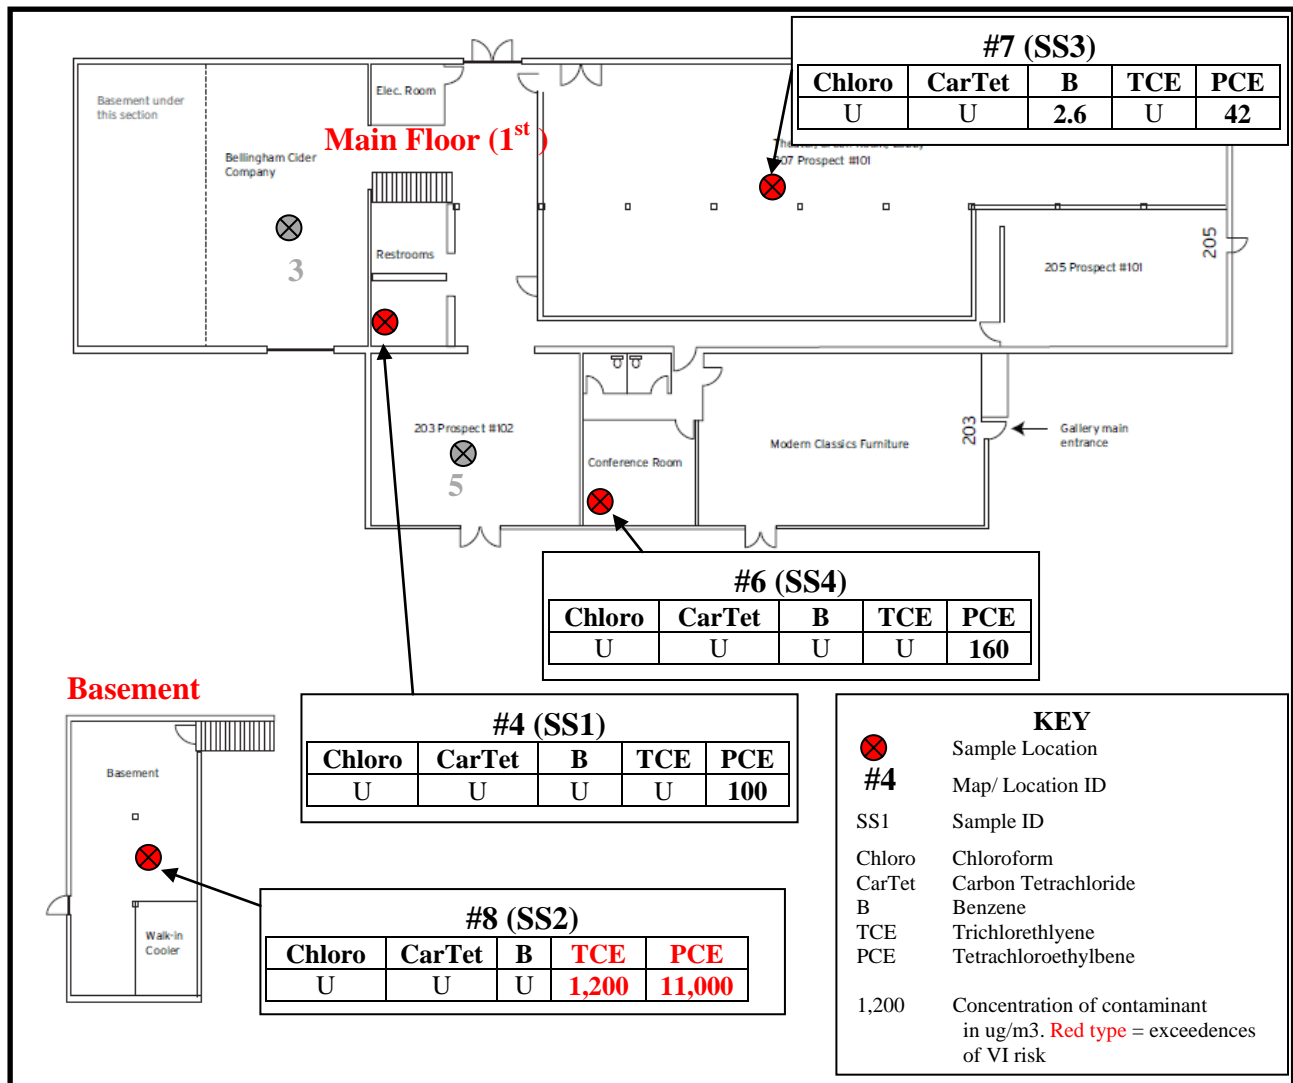 #7 (SS3)
Chloro CarTet B TCE PCE
U U 2.6 U 42
Elec. Room
Basement under
this section
Main Floor (1st )
Bellingham Cider
Company
07 Prospect #101
3
Restrooms
205 Prospect #101
205
203 Prospect #102
5
Conference Room
Modern Classics Furniture
203
Gallery main
entrance
#6 (SS4)
Chloro CarTet B TCE PCE
U U U U 160
Basement
Basement
Walk-in
Cooler
#4 (SS1)
Chloro CarTet B TCE PCE
U U U U 100
#8 (SS2)
Chloro CarTet B TCE PCE
U U U 1,200 11,000
KEY
Sample Location
#4 Map/ Location ID
SS1 Sample ID
Chloro Chloroform
CarTet Carbon Tetrachloride
B Benzene
TCE Trichlorethlyene
PCE Tetrachloroethylbene
1,200 Concentration of contaminant
in ug/m3. Red type = exceedences
of VI risk